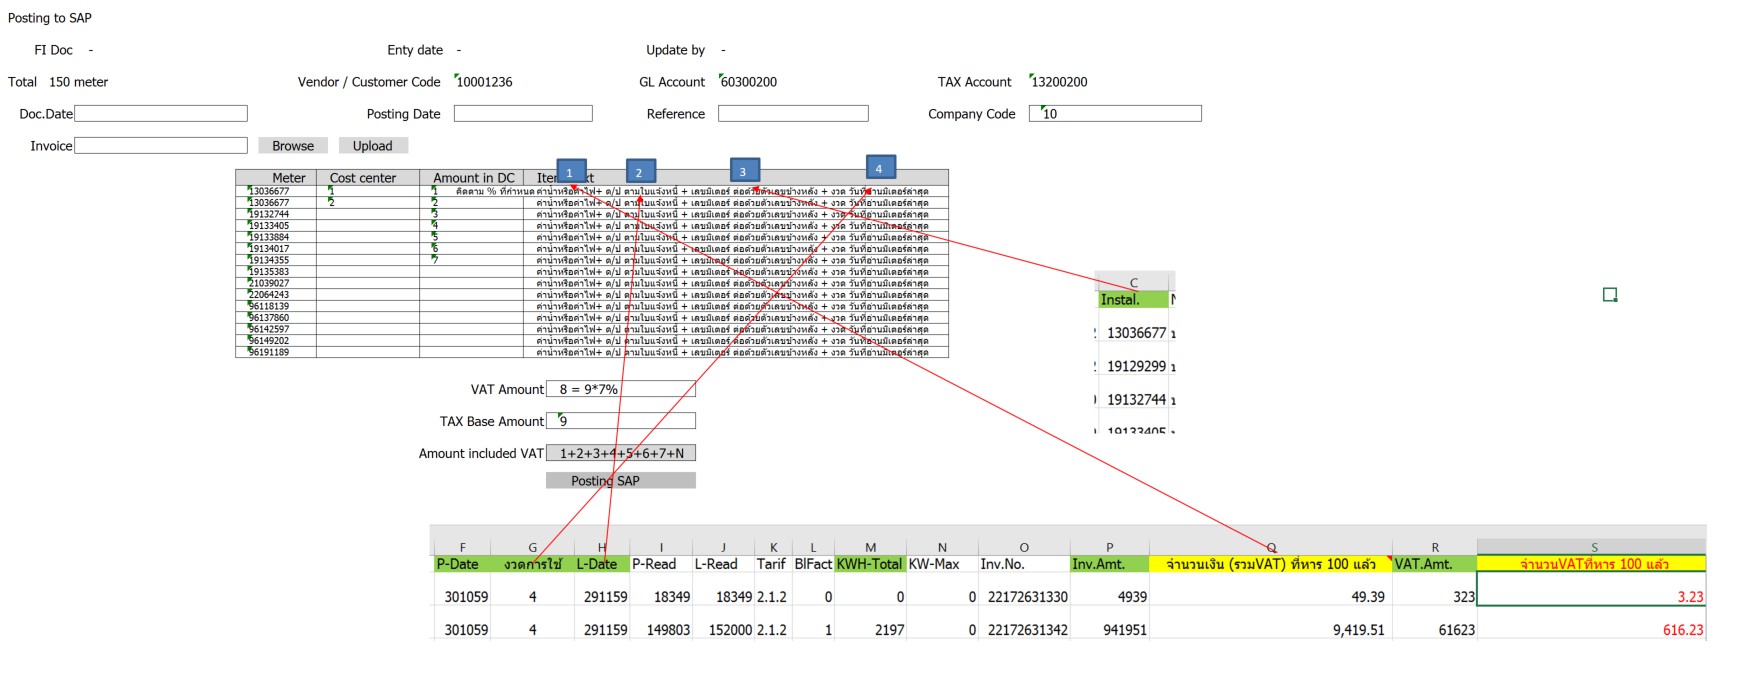 Posting to SAP
FI Doc - Enty date - Update by -
Total 150 meter Vendor / Customer Code 10001236 GL Account 60300200 TAX Account 13200200
Doc.Date Posting Date Reference Company Code 10
Invoice Browse Upload
1 2 3 4
Meter Cost center Amount in DC
13036677 1 1 คิดตาม % ที่กำหนด ค่าน้ำหรือค่าไฟ+ ด/ป ตามใบแจ้งหนี้ + เลขมิเตอร์ ต่อด้วยตัวเลขข้างหลัง + งวด วันที่อ่านมิเตอร์ล่าสุด
13036677 2 2 ค่าน้ำหรือค่าไฟ+ ด/ป ตามใบแจ้งหนี้ + เลขมิเตอร์ ต่อด้วยตัวเลขข้างหลัง + งวด วันที่อ่านมิเตอร์ล่าสุด
19132744 3 ค่าน้ำหรือค่าไฟ+ ด/ป ตามใบแจ้งหนี้ + เลขมิเตอร์ ต่อด้วยตัวเลขข้างหลัง + งวด วันที่อ่านมิเตอร์ล่าสุด
19133405 4 ค่าน้ำหรือค่าไฟ+ ด/ป ตามใบแจ้งหนี้ + เลขมิเตอร์ ต่อด้วยตัวเลขข้างหลัง + งวด วันที่อ่านมิเตอร์ล่าสุด
19133884 5 ค่าน้ำหรือค่าไฟ+ ด/ป ตามใบแจ้งหนี้ + เลขมิเตอร์ ต่อด้วยตัวเลขข้างหลัง + งวด วันที่อ่านมิเตอร์ล่าสุด
19134017 6 ค่าน้ำหรือค่าไฟ+ ด/ป ตามใบแจ้งหนี้ + เลขมิเตอร์ ต่อด้วยตัวเลขข้างหลัง + งวด วันที่อ่านมิเตอร์ล่าสุด
19134355 7 ค่าน้ำหรือค่าไฟ+ ด/ป ตามใบแจ้งหนี้ + เลขมิเตอร์ ต่อด้วยตัวเลขข้างหลัง + งวด วันที่อ่านมิเตอร์ล่าสุด
19135383 ค่าน้ำหรือค่าไฟ+ ด/ป ตามใบแจ้งหนี้ + เลขมิเตอร์ ต่อด้วยตัวเลขข้างหลัง + งวด วันที่อ่านมิเตอร์ล่าสุด
21039027 ค่าน้ำหรือค่าไฟ+ ด/ป ตามใบแจ้งหนี้ + เลขมิเตอร์ ต่อด้วยตัวเลขข้างหลัง + งวด วันที่อ่านมิเตอร์ล่าสุด
22064243 ค่าน้ำหรือค่าไฟ+ ด/ป ตามใบแจ้งหนี้ + เลขมิเตอร์ ต่อด้วยตัวเลขข้างหลัง + งวด วันที่อ่านมิเตอร์ล่าสุด
96118139 ค่าน้ำหรือค่าไฟ+ ด/ป ตามใบแจ้งหนี้ + เลขมิเตอร์ ต่อด้วยตัวเลขข้างหลัง + งวด วันที่อ่านมิเตอร์ล่าสุด
96137860 ค่าน้ำหรือค่าไฟ+ ด/ป ตามใบแจ้งหนี้ + เลขมิเตอร์ ต่อด้วยตัวเลขข้างหลัง + งวด วันที่อ่านมิเตอร์ล่าสุด
96142597 ค่าน้ำหรือค่าไฟ+ ด/ป ตามใบแจ้งหนี้ + เลขมิเตอร์ ต่อด้วยตัวเลขข้างหลัง + งวด วันที่อ่านมิเตอร์ล่าสุด
96149202 ค่าน้ำหรือค่าไฟ+ ด/ป ตามใบแจ้งหนี้ + เลขมิเตอร์ ต่อด้วยตัวเลขข้างหลัง + งวด วันที่อ่านมิเตอร์ล่าสุด
96191189 ค่าน้ำหรือค่าไฟ+ ด/ป ตามใบแจ้งหนี้ + เลขมิเตอร์ ต่อด้วยตัวเลขข้างหลัง + งวด วันที่อ่านมิเตอร์ล่าสุด
C
Instal.
13036677
19129299
19132744
19133405
VAT Amount 8 = 9*7%
TAX Base Amount 9
Amount included VAT 1+2+3+4+5+6+7+N
Posting SAP
F G H I J K L M N O P Q R S
P-Date งวดการใช้ L-Date P-Read L-Read Tarif BlFact KWH-Total KW-Max Inv.No. Inv.Amt. จำนวนเงิน (รวมVAT) ที่หาร 100 แล้ว VAT.Amt. จำนวนVATที่หาร 100 แล้ว
301059 4 291159 18349 18349 2.1.2 0 0 0 22172631330 4939 49.39 323 3.23
301059 4 291159 149803 152000 2.1.2 1 2197 0 22172631342 941951 9,419.51 61623 616.23